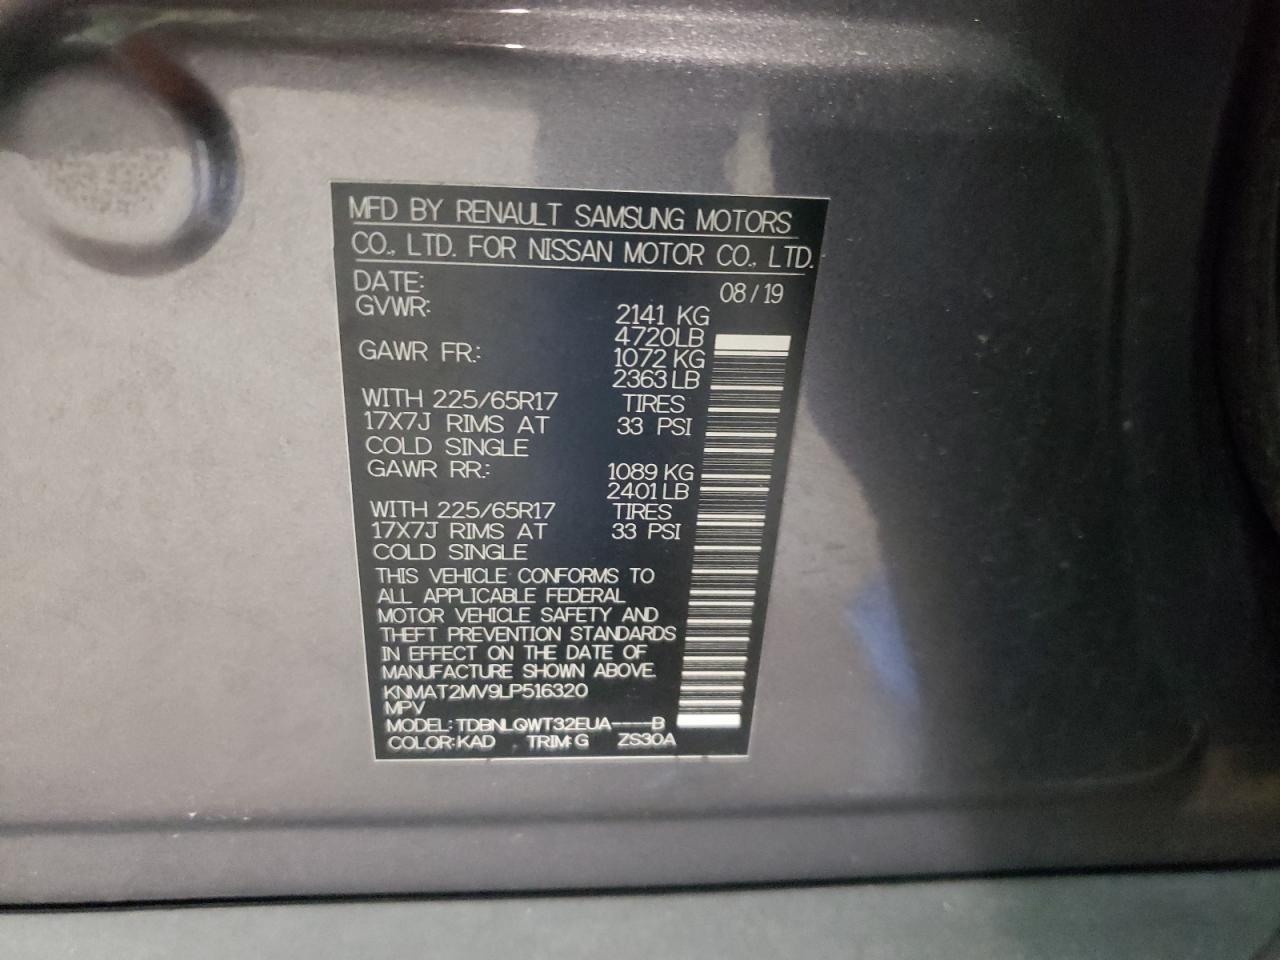 MFD BY RENAULT SAMSUNG MOTORS
CO., LTD. FOR NISSAN MOTOR CO., LTD.
DATE: 08/19
GVWR: 2141 KG
4720LB
GAWR FR.: 1072 KG
2363LB
WITH 225/65R17 TIRES
17X7J RIMS AT 33 PSI
COLD SINGLE
GAWR RR.: 1089 KG
2401LB
WITH 225/65R17 TIRES
17X7J RIMS AT 33 PSI
COLD SINGLE
THIS VEHICLE CONFORMS TO
ALL APPLICABLE FEDERAL
MOTOR VEHICLE SAFETY AND
THEFT PREVENTION STANDARDS
IN EFFECT ON THE DATE OF
MANUFACTURE SHOWN ABOVE.
KNMAT2MV9LP516320
MPV
MODEL: TDBNLQWT32EUA----B
COLOR:KAD TRIM:G ZS30A